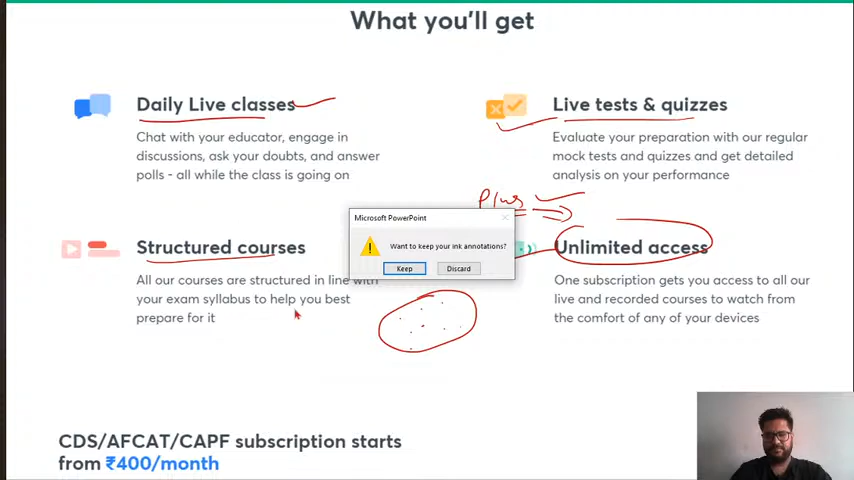 What you'll get
Daily Live classes
Chat with your educator, engage in
discussions, ask your doubts, and answer
polls - all while the class is going on
Live tests & quizzes
Evaluate your preparation with our regular
mock tests and quizzes and get detailed
analysis on your performance
Plus
Microsoft PowerPoint
Want to keep your ink annotations?
Keep
Discard
Structured courses
All our courses are structured in line with
your exam syllabus to help you best
prepare for it
Unlimited access
One subscription gets you access to all our
live and recorded courses to watch from
the comfort of any of your devices
CDS/AFCAT/CAPF subscription starts
from ₹400/month